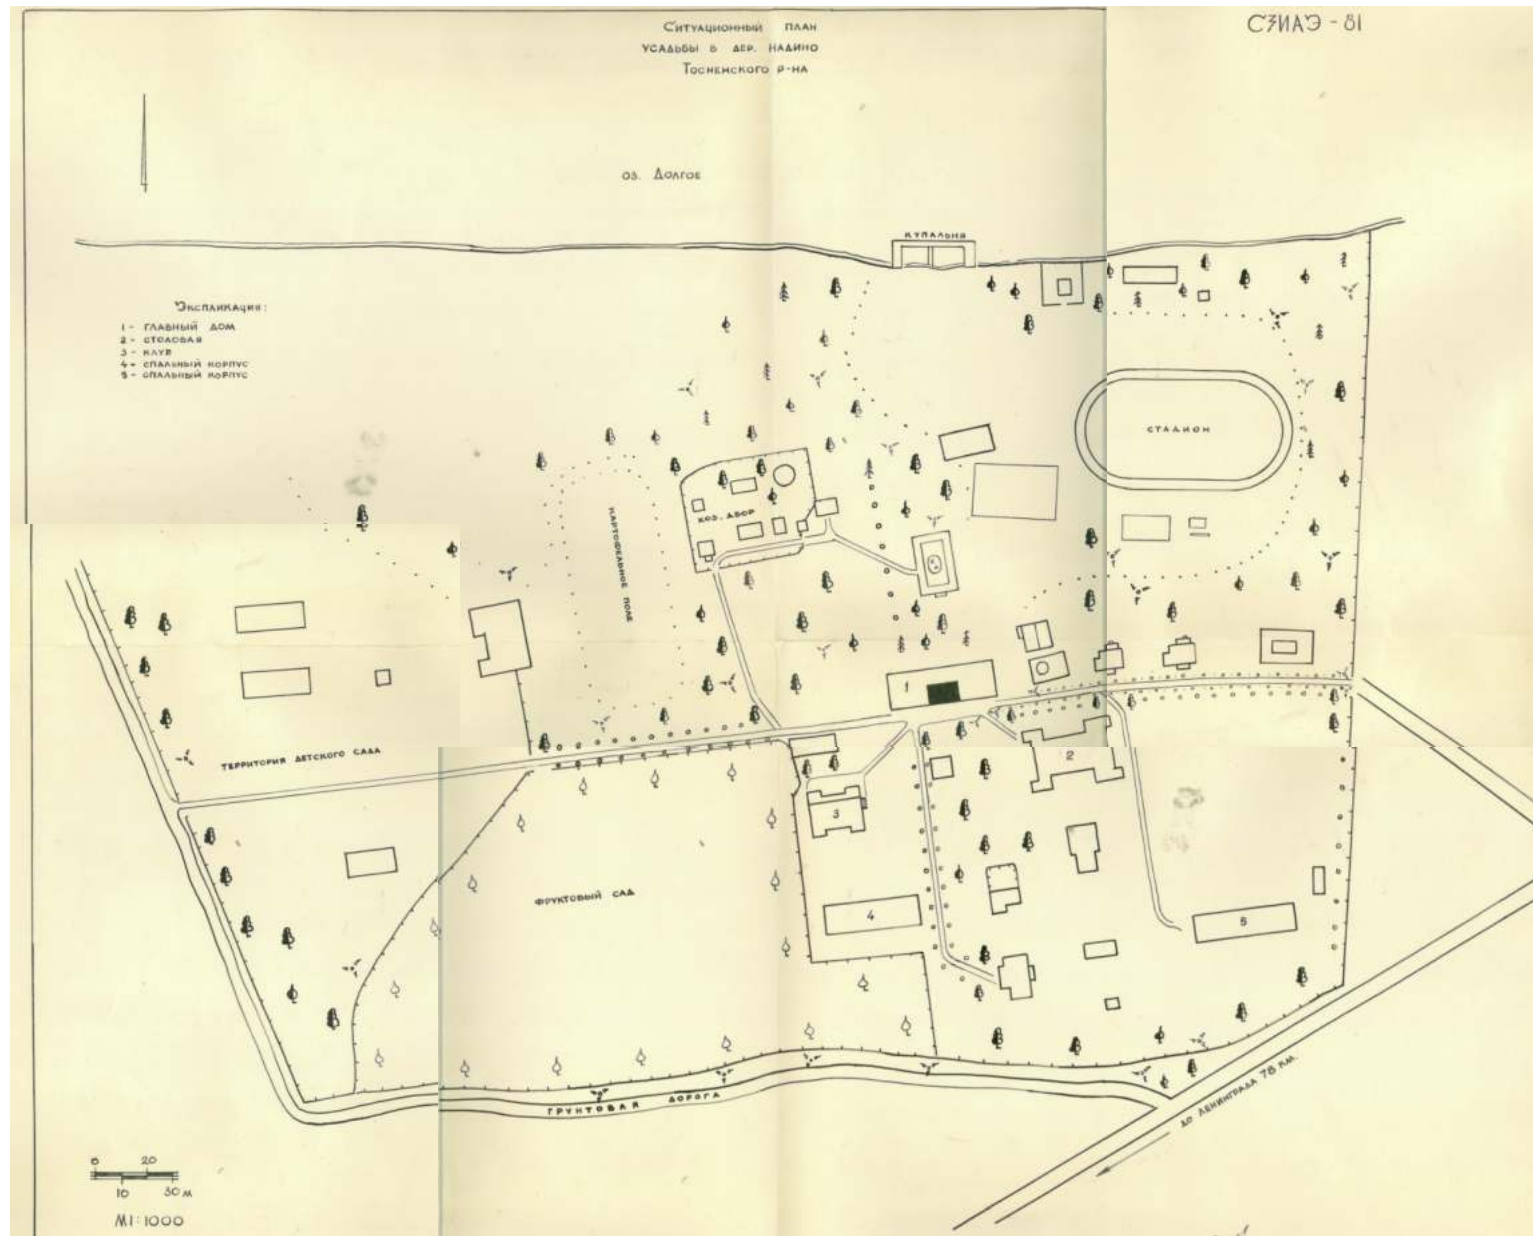 Ситуационный план
усадьбы в дер. Надино
Тосненского р-на
СЗИАЭ - 81
оз. Долгое
купальня
Экспликация:
1 - главный дом
2 - столовая
3 - клуб
4 - спальный корпус
5 - спальный корпус
стадион
хоз. двор
картофельное поле
1
территория детского сада
2
3
фруктовый сад
4
5
грунтовая дорога
до Ленинграда 78 км.
0 20
10 30 м
М 1:1000